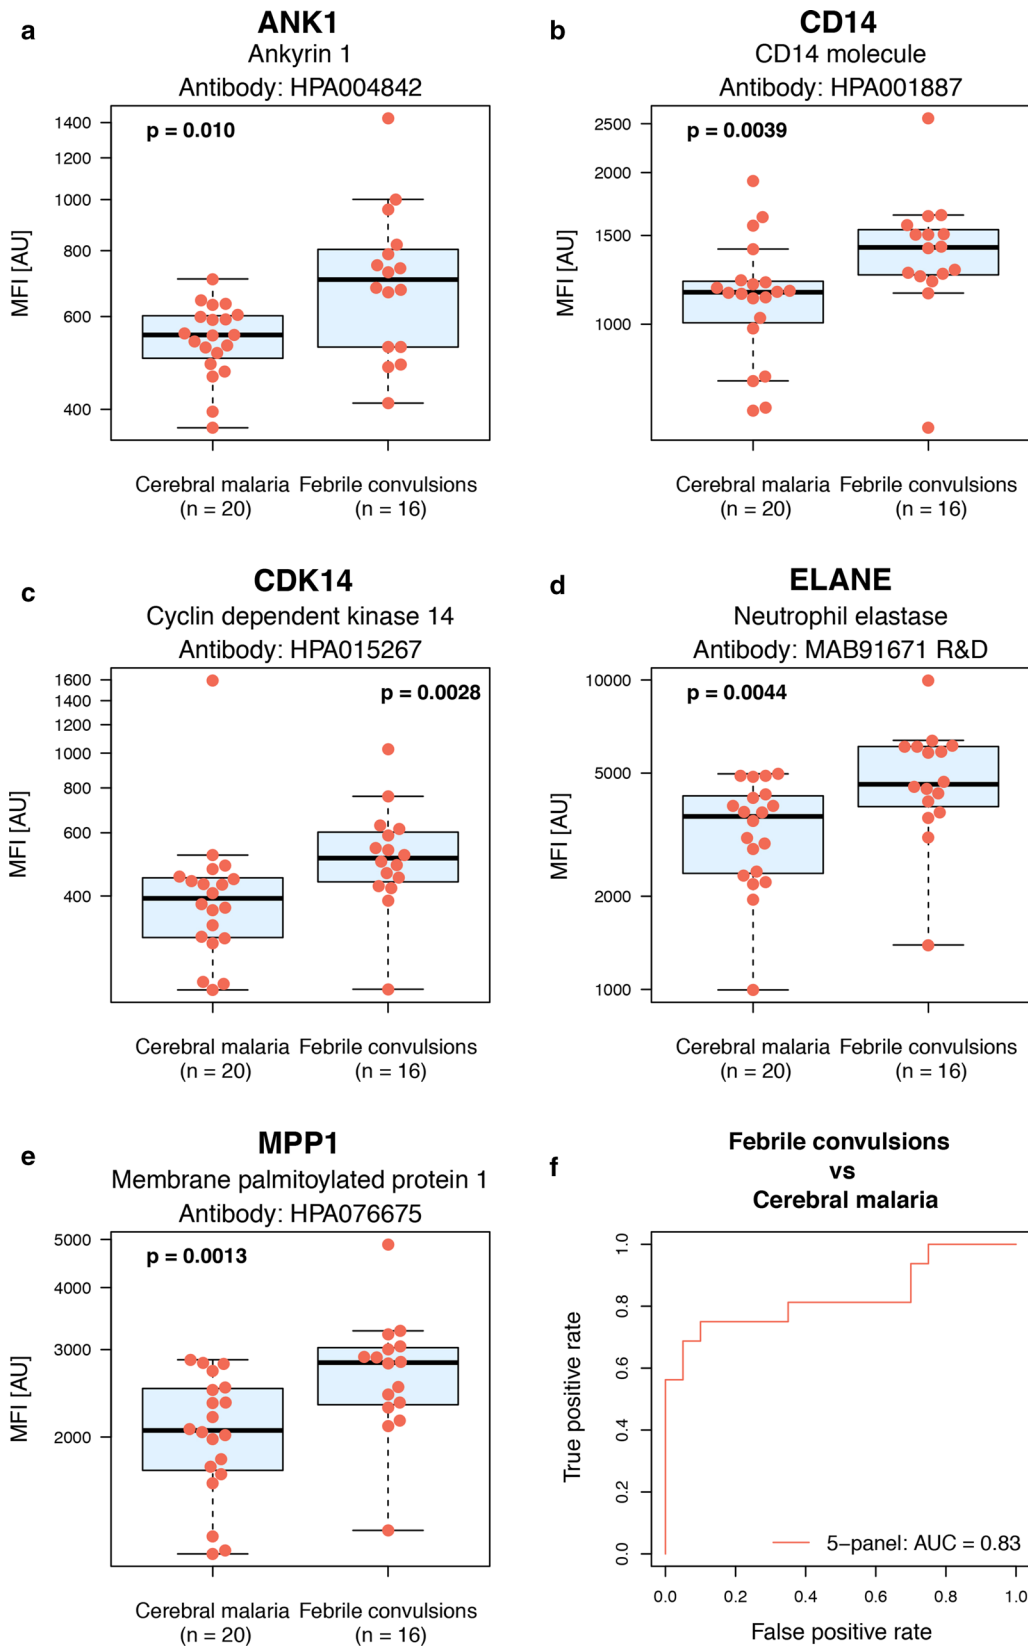 a
ANK1
Ankyrin 1
Antibody: HPA004842
p = 0.010
MFI [AU]
1400
1200
1000
800
600
400
Cerebral malaria
(n = 20)
Febrile convulsions
(n = 16)
b
CD14
CD14 molecule
Antibody: HPA001887
p = 0.0039
MFI [AU]
2500
2000
1500
1000
Cerebral malaria
(n = 20)
Febrile convulsions
(n = 16)
c
CDK14
Cyclin dependent kinase 14
Antibody: HPA015267
p = 0.0028
MFI [AU]
1600
1400
1200
1000
800
600
400
Cerebral malaria
(n = 20)
Febrile convulsions
(n = 16)
d
ELANE
Neutrophil elastase
Antibody: MAB91671 R&D
p = 0.0044
MFI [AU]
10000
5000
2000
1000
Cerebral malaria
(n = 20)
Febrile convulsions
(n = 16)
e
MPP1
Membrane palmitoylated protein 1
Antibody: HPA076675
p = 0.0013
MFI [AU]
5000
4000
3000
2000
Cerebral malaria
(n = 20)
Febrile convulsions
(n = 16)
f
Febrile convulsions
vs
Cerebral malaria
True positive rate
1.0
0.8
0.6
0.4
0.2
0.0
5−panel: AUC = 0.83
0.0 0.2 0.4 0.6 0.8 1.0
False positive rate